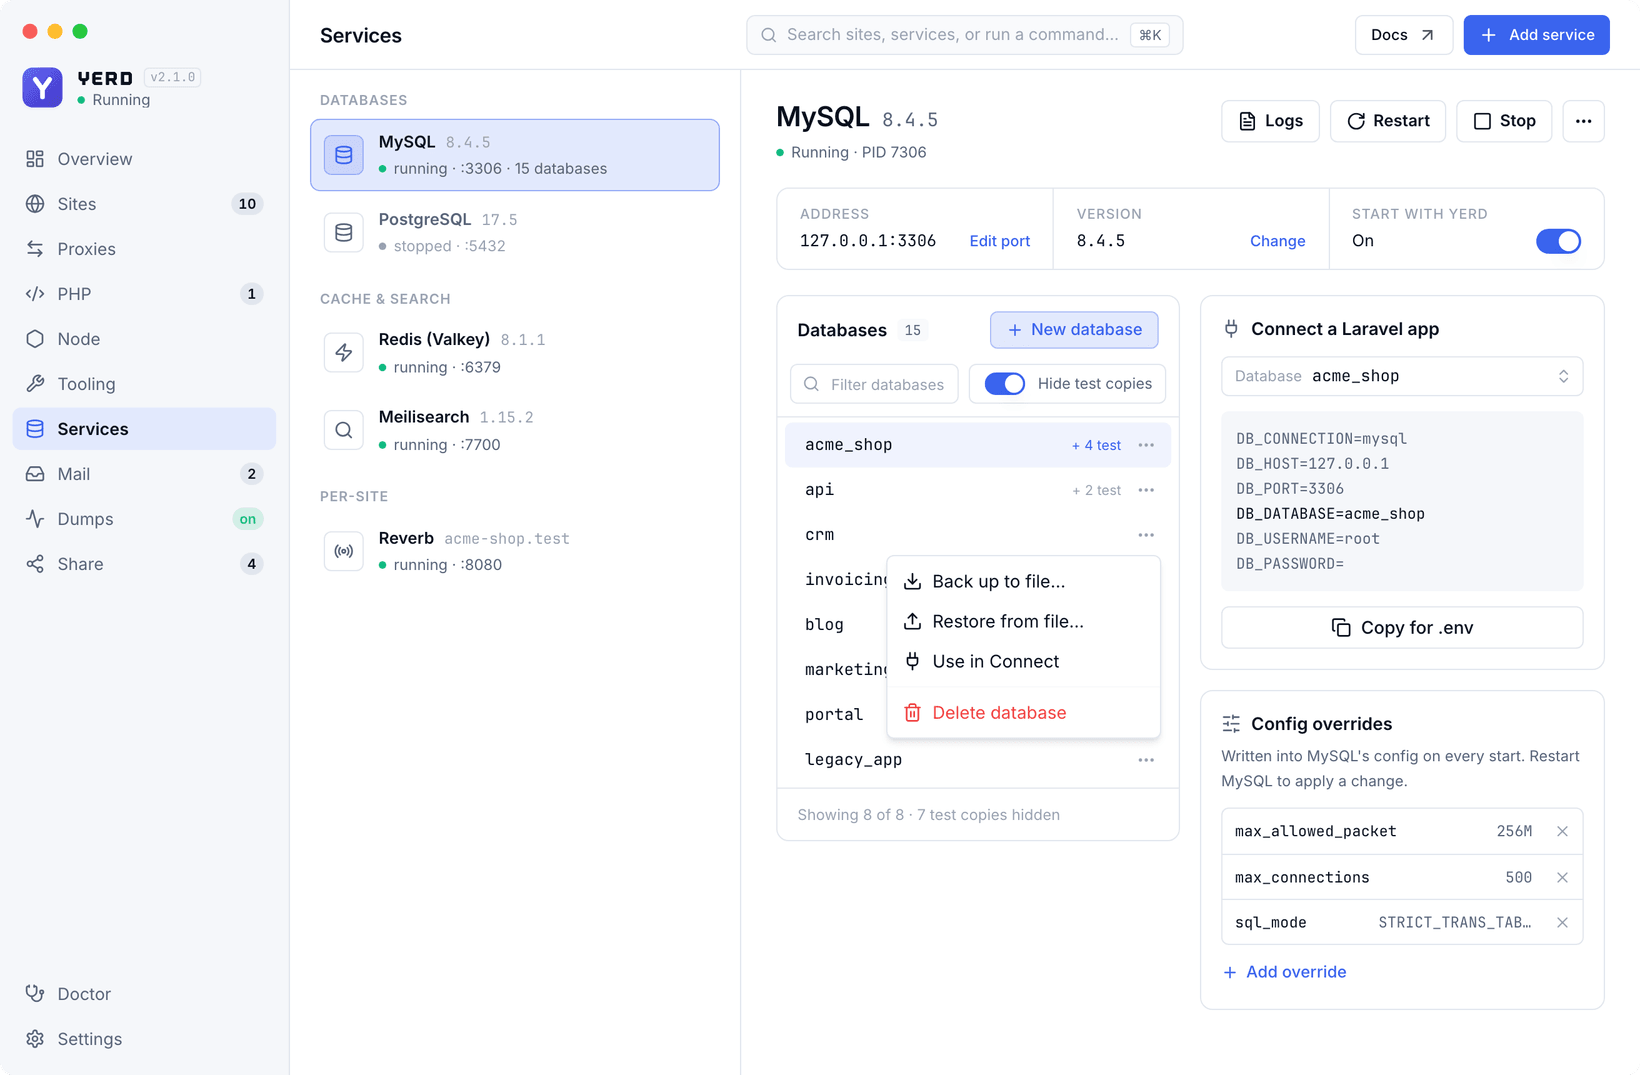 Services
Search sites, services, or run a command...
⌘K
Docs
Add service
YERD v2.1.0
Running
Overview
Sites 10
Proxies
PHP 1
Node
Tooling
Services
Mail 2
Dumps on
Share 4
Doctor
Settings
DATABASES
MySQL 8.4.5
running · :3306 · 15 databases
PostgreSQL 17.5
stopped · :5432
CACHE & SEARCH
Redis (Valkey) 8.1.1
running · :6379
Meilisearch 1.15.2
running · :7700
PER-SITE
Reverb acme-shop.test
running · :8080
MySQL 8.4.5
Running · PID 7306
Logs
Restart
Stop
ADDRESS
127.0.0.1:3306 Edit port
VERSION
8.4.5 Change
START WITH YERD
On
Databases 15
+ New database
Filter databases
Hide test copies
acme_shop + 4 test
api + 2 test
crm
invoicing
blog
marketing
portal
legacy_app
Back up to file...
Restore from file...
Use in Connect
Delete database
Showing 8 of 8 · 7 test copies hidden
Connect a Laravel app
Database acme_shop
DB_CONNECTION=mysql
DB_HOST=127.0.0.1
DB_PORT=3306
DB_DATABASE=acme_shop
DB_USERNAME=root
DB_PASSWORD=
Copy for .env
Config overrides
Written into MySQL's config on every start. Restart
MySQL to apply a change.
max_allowed_packet 256M
max_connections 500
sql_mode STRICT_TRANS_TAB…
+ Add override